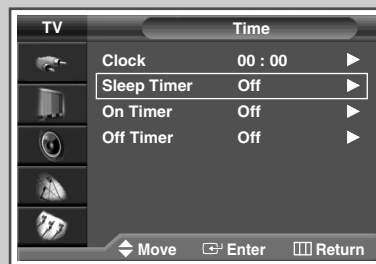 TV Time
Clock 00 : 00
Sleep Timer Off
On Timer Off
Off Timer Off
Move Enter Return